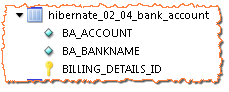 hibernate_02_04_bank_account
BA_ACCOUNT
BA_BANKNAME
BILLING_DETAILS_ID